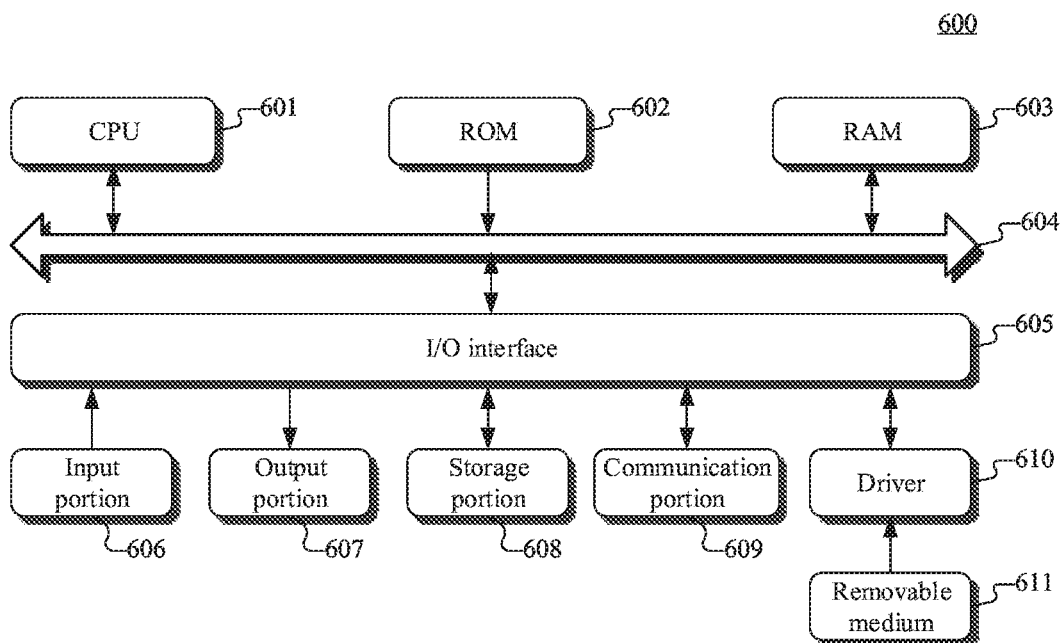 600
CPU
601
ROM
602
RAM
603
604
I/O interface
605
Input
portion
606
Output
portion
607
Storage
portion
608
Communication
portion
609
Driver
610
Removable
medium
611